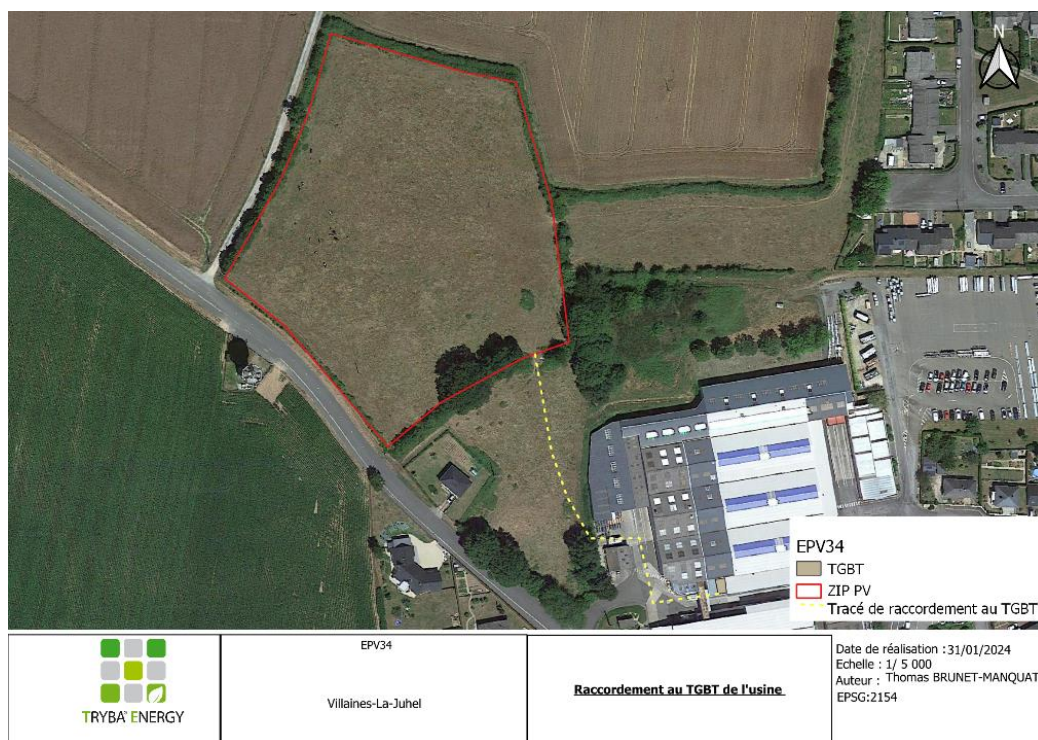 N
EPV34
TGBT
ZIP PV
Tracé de raccordement au TGBT
TRYBA ENERGY
EPV34
Villaines-La-Juhel
Raccordement au TGBT de l'usine
Date de réalisation :31/01/2024
Echelle : 1/ 5 000
Auteur : Thomas BRUNET-MANQUAT
EPSG:2154